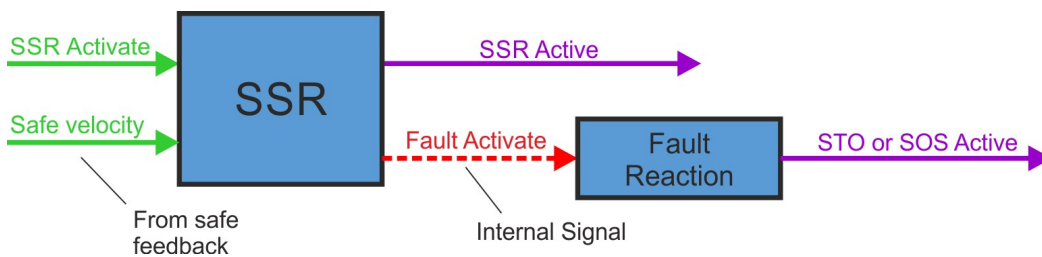 SSR Activate
SSR Active
SSR
Safe velocity
Fault Activate
Fault
Reaction
STO or SOS Active
From safe
feedback
Internal Signal